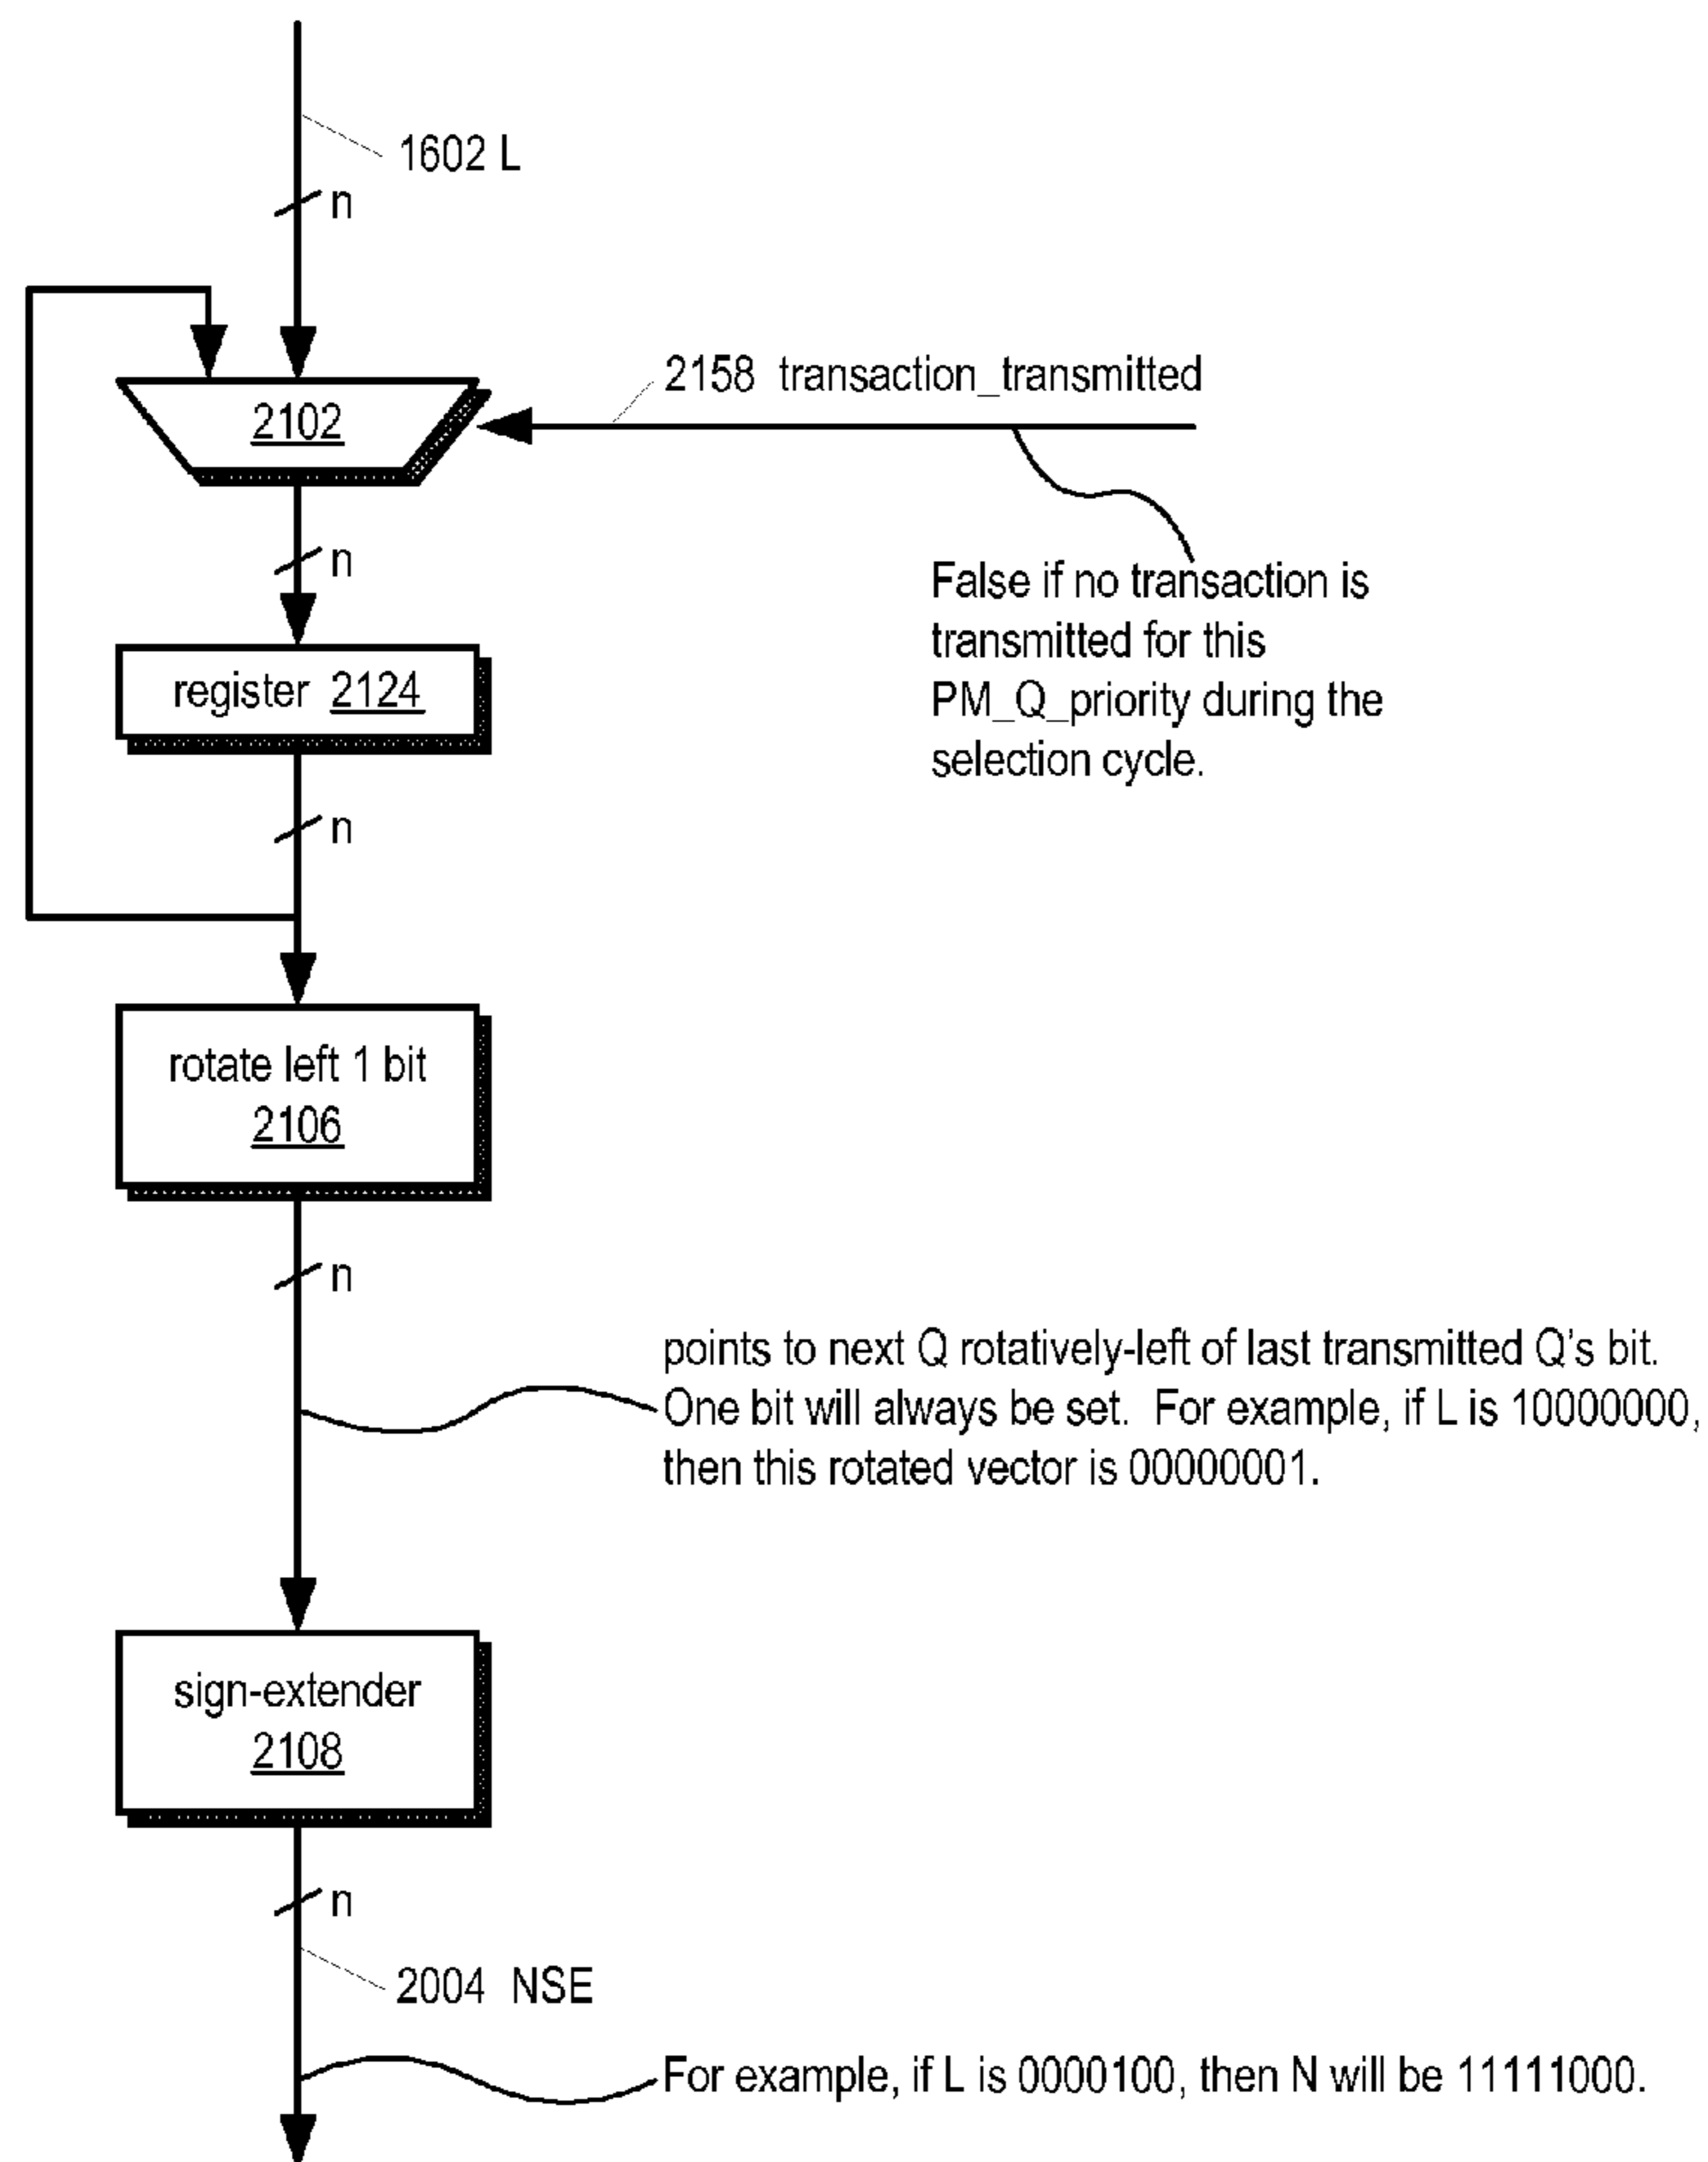 1602 L
n
2102
2158 transaction_transmitted
n
False if no transaction is
transmitted for this
PM_Q_priority during the
selection cycle.
register 2124
n
rotate left 1 bit
2106
n
points to next Q rotatively-left of last transmitted Q's bit.
One bit will always be set. For example, if L is 10000000,
then this rotated vector is 00000001.
sign-extender
2108
n
2004 NSE
For example, if L is 0000100, then N will be 11111000.